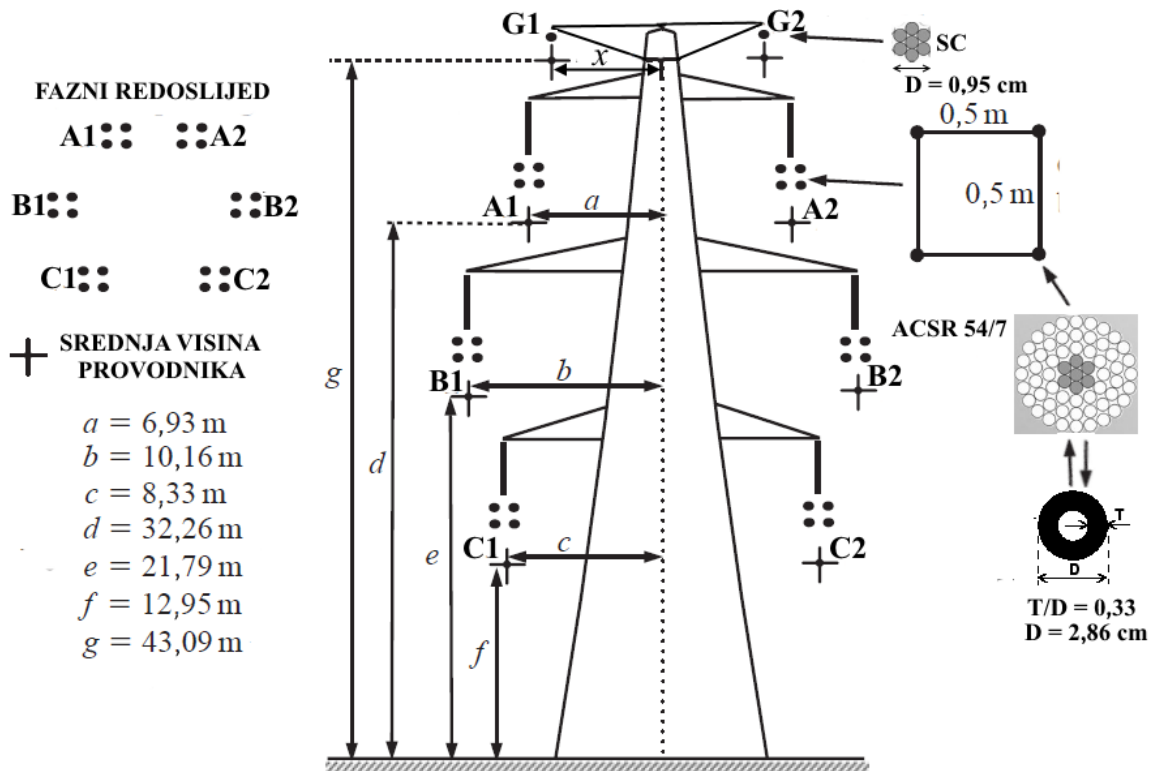 G1
G2
SC
D = 0,95 cm
x
FAZNI REDOSLIJED
A1
A2
B1
B2
C1
C2
SREDNJA VISINA
PROVODNIKA
a = 6,93 m
b = 10,16 m
c = 8,33 m
d = 32,26 m
e = 21,79 m
f = 12,95 m
g = 43,09 m
g
d
e
f
A1
a
A2
B1
b
B2
C1
c
C2
0,5 m
0,5 m
ACSR 54/7
T
D
T/D = 0,33
D = 2,86 cm